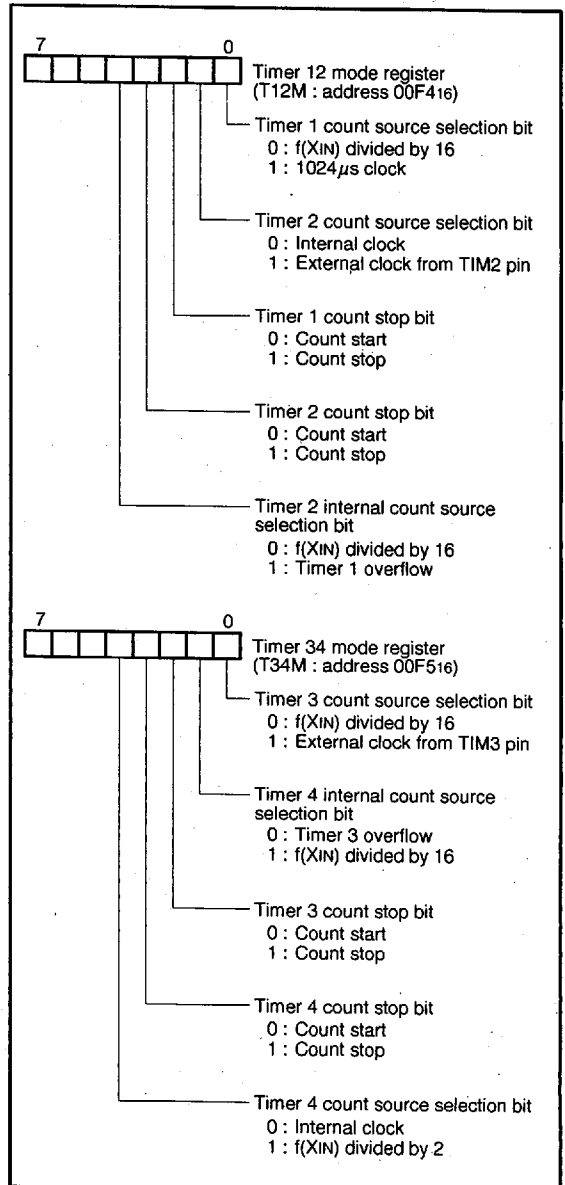 7 0
Timer 12 mode register
(T12M : address 00F416)
Timer 1 count source selection bit
0 : f(XIN) divided by 16
1 : 1024µs clock
Timer 2 count source selection bit
0 : Internal clock
1 : External clock from TIM2 pin
Timer 1 count stop bit
0 : Count start
1 : Count stop
Timer 2 count stop bit
0 : Count start
1 : Count stop
Timer 2 internal count source
selection bit
0 : f(XIN) divided by 16
1 : Timer 1 overflow
7 0
Timer 34 mode register
(T34M : address 00F516)
Timer 3 count source selection bit
0 : f(XIN) divided by 16
1 : External clock from TIM3 pin
Timer 4 internal count source
selection bit
0 : Timer 3 overflow
1 : f(XIN) divided by 16
Timer 3 count stop bit
0 : Count start
1 : Count stop
Timer 4 count stop bit
0 : Count start
1 : Count stop
Timer 4 count source selection bit
0 : Internal clock
1 : f(XIN) divided by 2